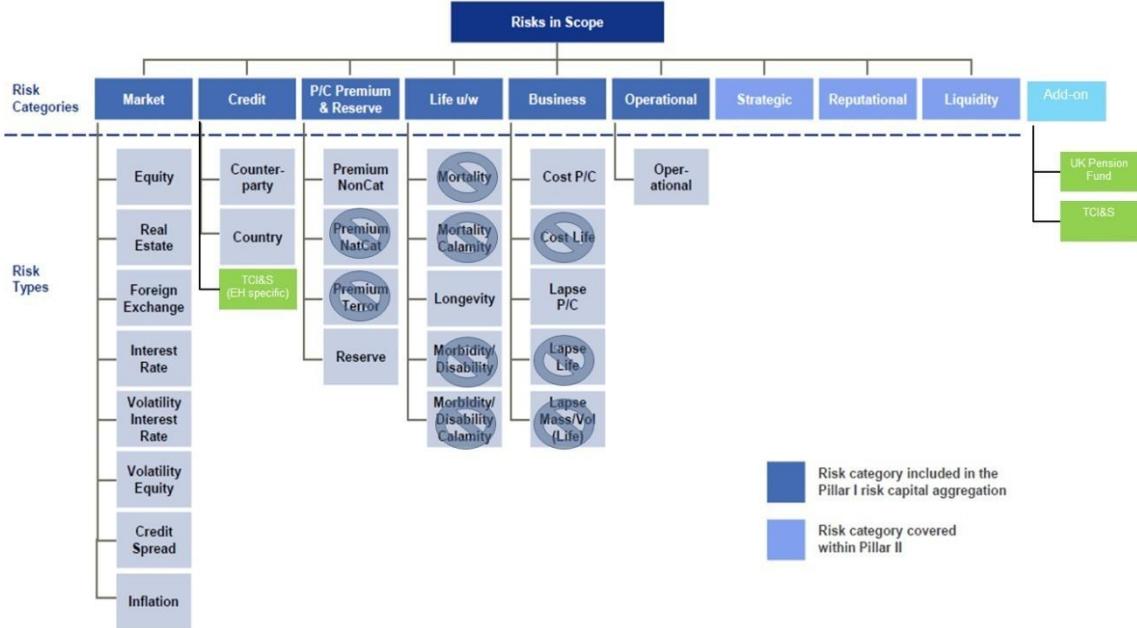 Risks in Scope
Risk
Categories
Market
Credit
P/C Premium
& Reserve
Life u/w
Business
Operational
Strategic
Reputational
Liquidity
Add-on
Risk
Types
Equity
Real
Estate
Foreign
Exchange
Interest
Rate
Volatility
Interest
Rate
Volatility
Equity
Credit
Spread
Inflation
Counter-
party
Country
TCI&S
(EH specific)
Premium
NonCat
Premium
NatCat
Premium
Terror
Reserve
Mortality
Mortality
Calamity
Longevity
Morbidity/
Disability
Morbidity/
Disability
Calamity
Cost P/C
Cost Life
Lapse
P/C
Lapse
Life
Lapse
Mass/Vol
(Life)
Oper-
ational
UK Pension
Fund
TCI&S
Risk category included in the
Pillar I risk capital aggregation
Risk category covered
within Pillar II